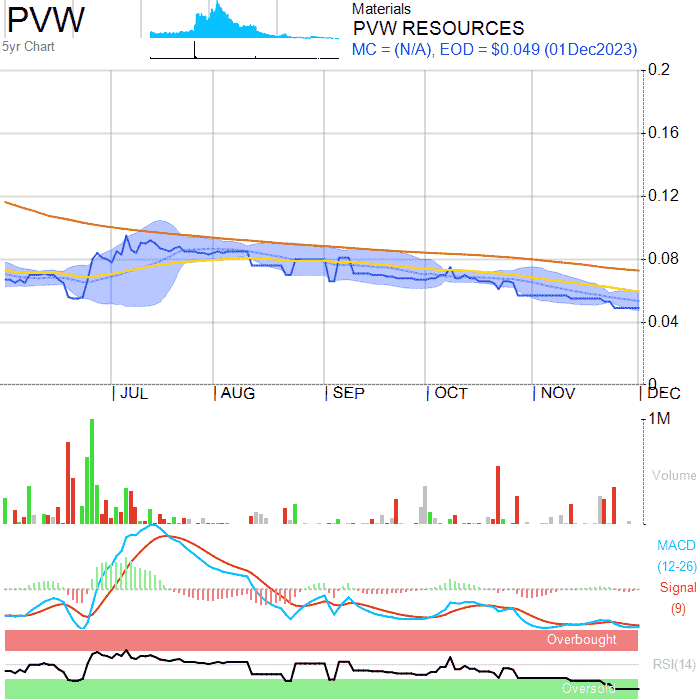 PVW
5yr Chart
Materials
PVW RESOURCES
MC = (N/A), EOD = $0.049 (01Dec2023)
0.2
0.16
0.12
0.08
0.04
0
JUL AUG SEP OCT NOV DEC
1M
Volume
MACD
(12-26)
Signal
(9)
Overbought
RSI(14)
Oversold